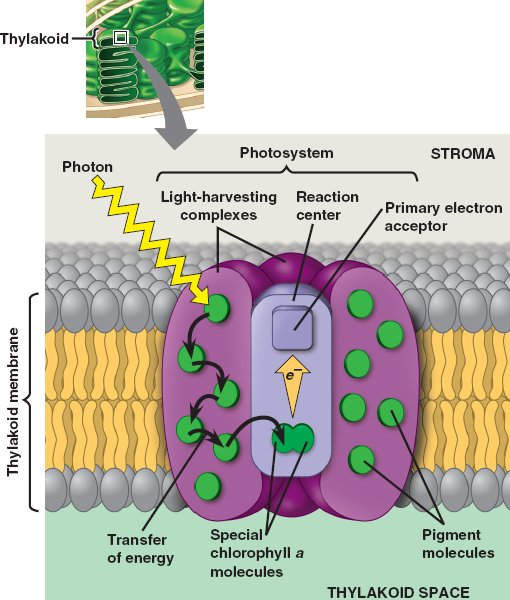 Thylakoid
Photosystem
STROMA
Photon
Light-harvesting
complexes
Reaction
center
Primary electron
acceptor
Thylakoid membrane
e−
Transfer
of energy
Special
chlorophyll a
molecules
Pigment
molecules
THYLAKOID SPACE